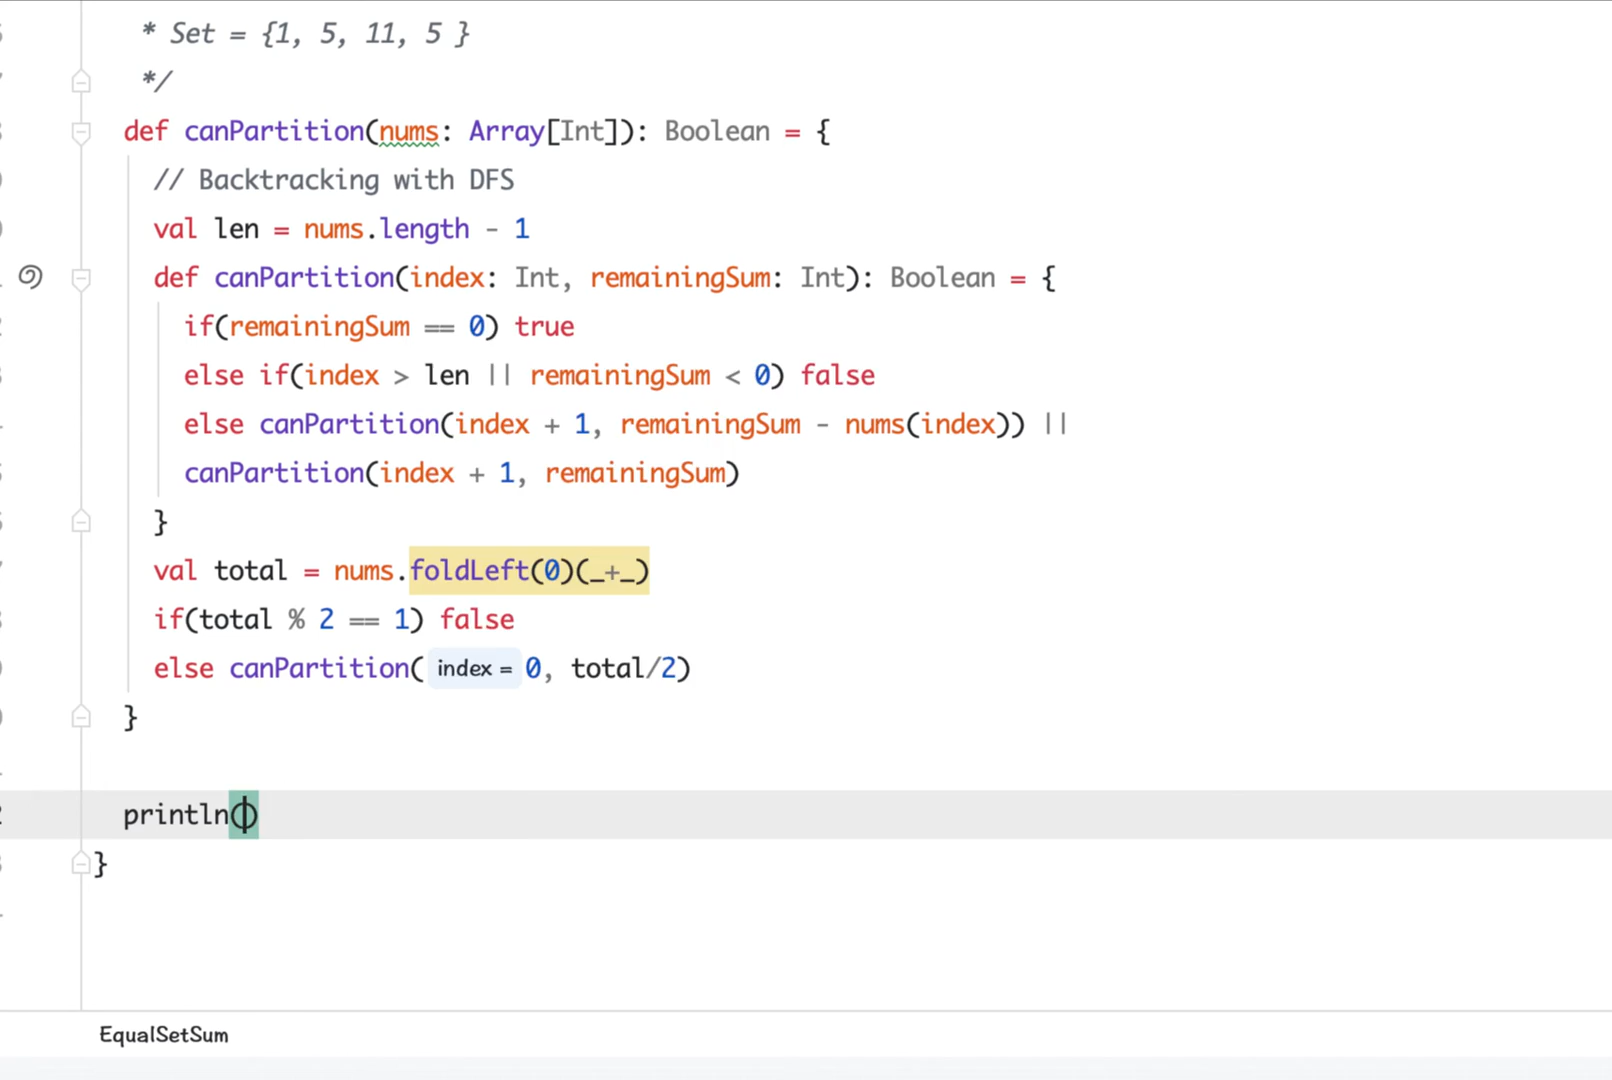 * Set = {1, 5, 11, 5 }
*/
def canPartition(nums: Array[Int]): Boolean = {
// Backtracking with DFS
val len = nums.length - 1
def canPartition(index: Int, remainingSum: Int): Boolean = {
if(remainingSum == 0) true
else if(index > len || remainingSum < 0) false
else canPartition(index + 1, remainingSum - nums(index)) ||
canPartition(index + 1, remainingSum)
}
val total = nums.foldLeft(0)(_+_)
if(total % 2 == 1) false
else canPartition( index = 0, total/2)
}
println()
}
EqualSetSum